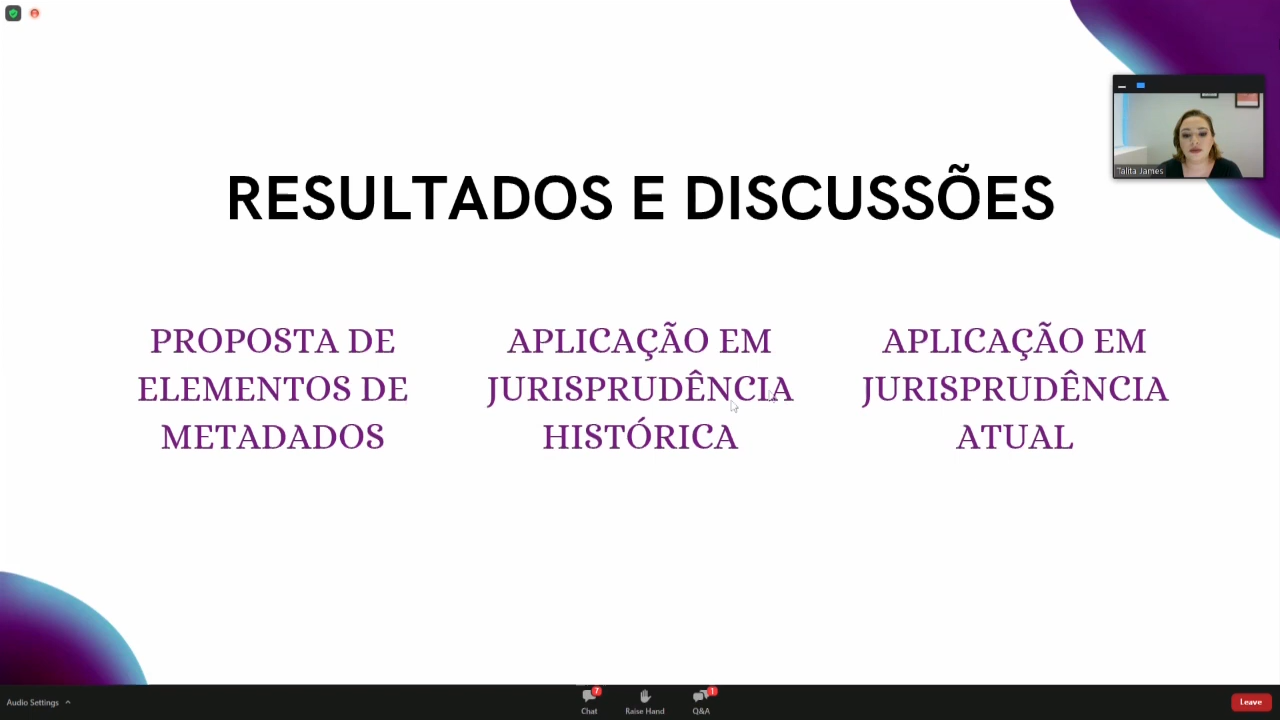 Talita James
RESULTADOS E DISCUSSÕES
PROPOSTA DE
ELEMENTOS DE
METADADOS
APLICAÇÃO EM
JURISPRUDÊNCIA
HISTÓRICA
APLICAÇÃO EM
JURISPRUDÊNCIA
ATUAL
Audio Settings
7
Chat
Raise Hand
1
Q&A
Leave